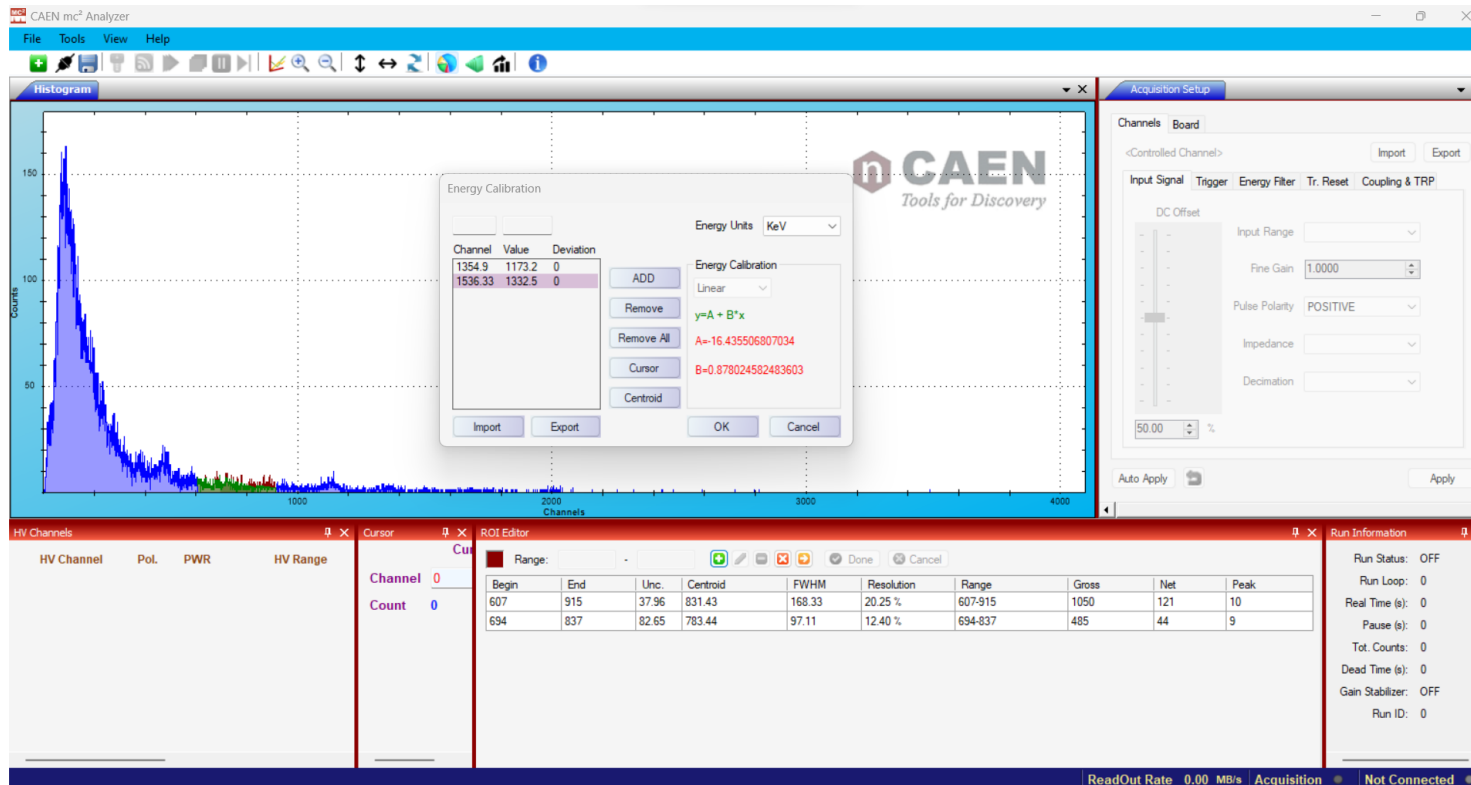 CAEN mc² Analyzer
File Tools View Help
Histogram
Acquisition Setup
150
100
50
Counts
1000
2000
3000
4000
Channels
n CAEN
Tools for Discovery
Energy Calibration
Energy Units KeV
Channel Value Deviation
1354.9 1173.2 0
1536.33 1332.5 0
ADD
Remove
Remove All
Cursor
Centroid
Energy Calibration
Linear
y=A + B*x
A=-16.435506807034
B=0.878024582483603
Import Export OK Cancel
Channels Board
<Controlled Channel> Import Export
Input Signal Trigger Energy Filter Tr. Reset Coupling & TRP
DC Offset
Input Range
Fine Gain 1.0000
Pulse Polarity POSITIVE
Impedance
Decimation
50.00 %
Auto Apply Apply
HV Channels
HV Channel Pol. PWR HV Range
Cursor
Cu
Channel 0
Count 0
ROI Editor
Range: - Done Cancel
Begin End Unc. Centroid FWHM Resolution Range Gross Net Peak
607 915 37.96 831.43 168.33 20.25 % 607-915 1050 121 10
694 837 82.65 783.44 97.11 12.40 % 694-837 485 44 9
Run Information
Run Status: OFF
Run Loop: 0
Real Time (s): 0
Pause (s): 0
Tot. Counts: 0
Dead Time (s): 0
Gain Stabilizer: OFF
Run ID: 0
ReadOut Rate 0.00 MB/s Acquisition Not Connected